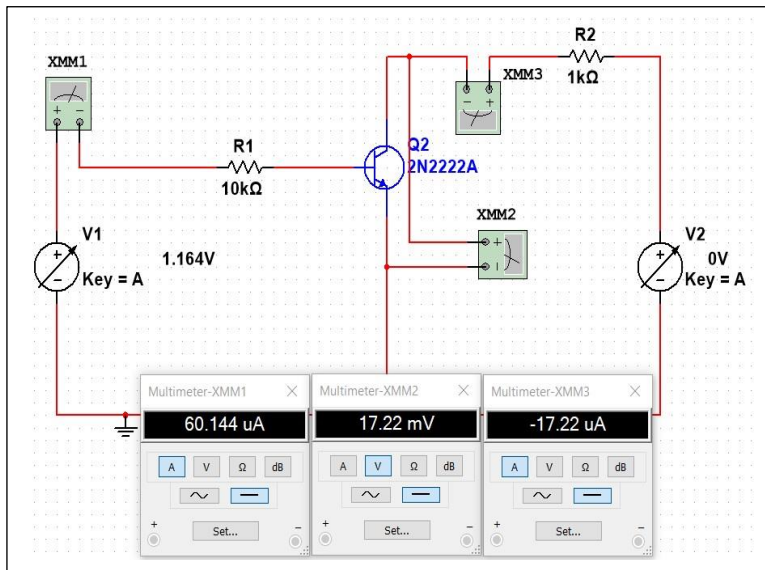 XMM1
+ -
R1
10kΩ
V1
+
-
Key = A
1.164V
Q2
2N2222A
XMM3
- +
R2
1kΩ
XMM2
+
-
V2
0V
+
-
Key = A
Multimeter-XMM1
60.144 uA
A V Ω dB
+ -
Set...
Multimeter-XMM2
17.22 mV
A V Ω dB
+ -
Set...
Multimeter-XMM3
-17.22 uA
A V Ω dB
+ -
Set...